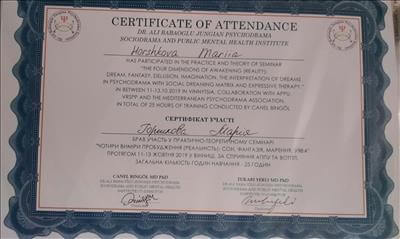 CERTIFICATE OF ATTENDANCE
DR. ALI BABAOGLU JUNGIAN PSYCHODRAMA
SOCIODRAMA AND PUBLIC MENTAL HEALTH INSTITUTE
Horshkova Mariia
HAS PARTICIPATED IN THE PRACTICE AND THEORY OF SEMINAR
"THE FOUR DIMENSIONS OF AWAKENING (REALITY):
DREAM, FANTASY, DELUSION, IMAGINATION, THE INTERPRETATION OF DREAMS
IN PSYCHODRAMA WITH SOCIAL DREAMING MATRIX AND EXPRESSIVE THERAPY."
IN BETWEEN 11-13.10.2019 IN VINNYTSIA, COLLABORATION WITH APPU,
VRSPP AND THE MEDITERRANEAN PSYCHODRAMA ASSOCIATION,
IN TOTAL OF 25 HOURS OF TRAINING CONDUCTED BY CANEL BINGÖL
СЕРТИФІКАТ УЧАСТІ
Горшкова Мария
БРАВ УЧАСТЬ У ПРАКТИЧНО-ТЕОРЕТИЧНОМУ СЕМІНАРІ
"ЧОТИРИ ВИМІРИ ПРОБУДЖЕННЯ (РЕАЛЬНІСТЬ): СОН, ФАНТАЗІЯ, МАРЕННЯ, УЯВА"
ПРОТЯГОМ 11-13 ЖОВТНЯ 2019 У ВІННИЦІ, ЗА СПРИЯННЯ АППУ ТА ВОТПП.
ЗАГАЛЬНА КІЛЬКІСТЬ ГОДИН НАВЧАННЯ - 25 ГОДИН
CANEL BINGÖL MD PhD
TURABI YERLI MD PhD